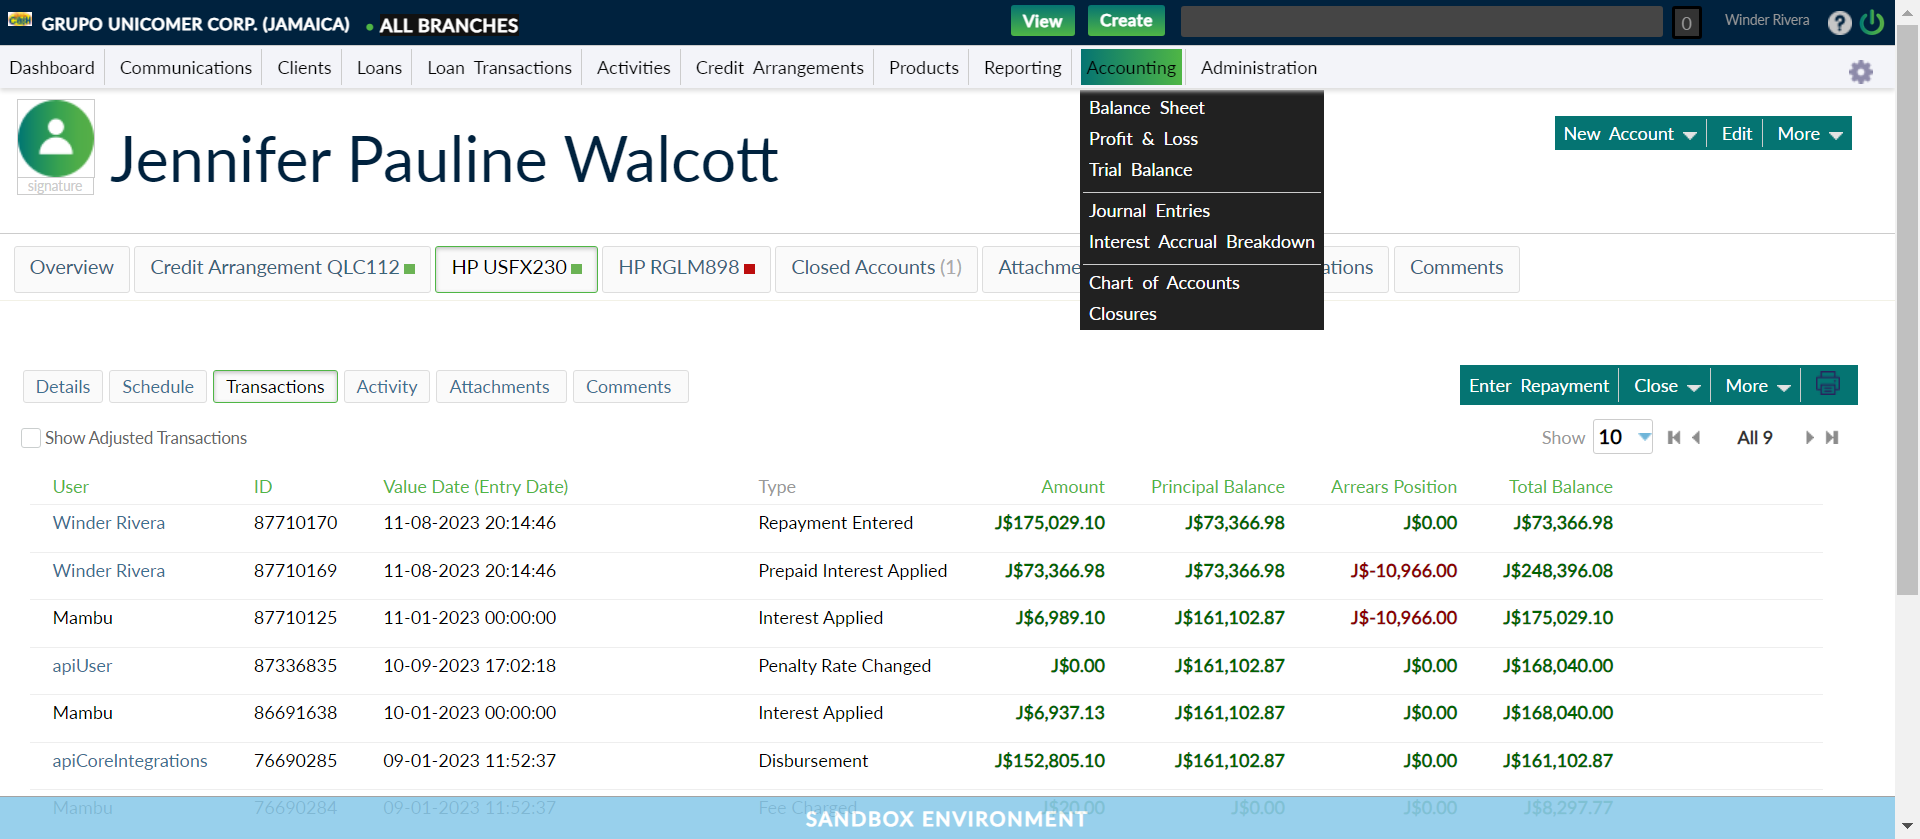 Cash
GRUPO UNICOMER CORP. (JAMAICA) ALL BRANCHES View Create 0 Winder Rivera ?
Dashboard Communications Clients Loans Loan Transactions Activities Credit Arrangements Products Reporting Accounting Administration
Balance Sheet
Profit & Loss
Trial Balance
Journal Entries
Interest Accrual Breakdown
Chart of Accounts
Closures
signature
Jennifer Pauline Walcott
New Account Edit More
Overview Credit Arrangement QLC112 HP USFX230 HP RGLM898 Closed Accounts (1) Attachme ations Comments
Details Schedule Transactions Activity Attachments Comments
Enter Repayment Close More
Show Adjusted Transactions
Show 10 All 9
User ID Value Date (Entry Date) Type Amount Principal Balance Arrears Position Total Balance
Winder Rivera 87710170 11-08-2023 20:14:46 Repayment Entered J$175,029.10 J$73,366.98 J$0.00 J$73,366.98
Winder Rivera 87710169 11-08-2023 20:14:46 Prepaid Interest Applied J$73,366.98 J$73,366.98 J$-10,966.00 J$248,396.08
Mambu 87710125 11-01-2023 00:00:00 Interest Applied J$6,989.10 J$161,102.87 J$-10,966.00 J$175,029.10
apiUser 87336835 10-09-2023 17:02:18 Penalty Rate Changed J$0.00 J$161,102.87 J$0.00 J$168,040.00
Mambu 86691638 10-01-2023 00:00:00 Interest Applied J$6,937.13 J$161,102.87 J$0.00 J$168,040.00
apiCoreIntegrations 76690285 09-01-2023 11:52:37 Disbursement J$152,805.10 J$161,102.87 J$0.00 J$161,102.87
Mambu 76690284 09-01-2023 11:52:37 Fee Charged J$20.00 J$0.00 J$0.00 J$8,297.77
SANDBOX ENVIRONMENT